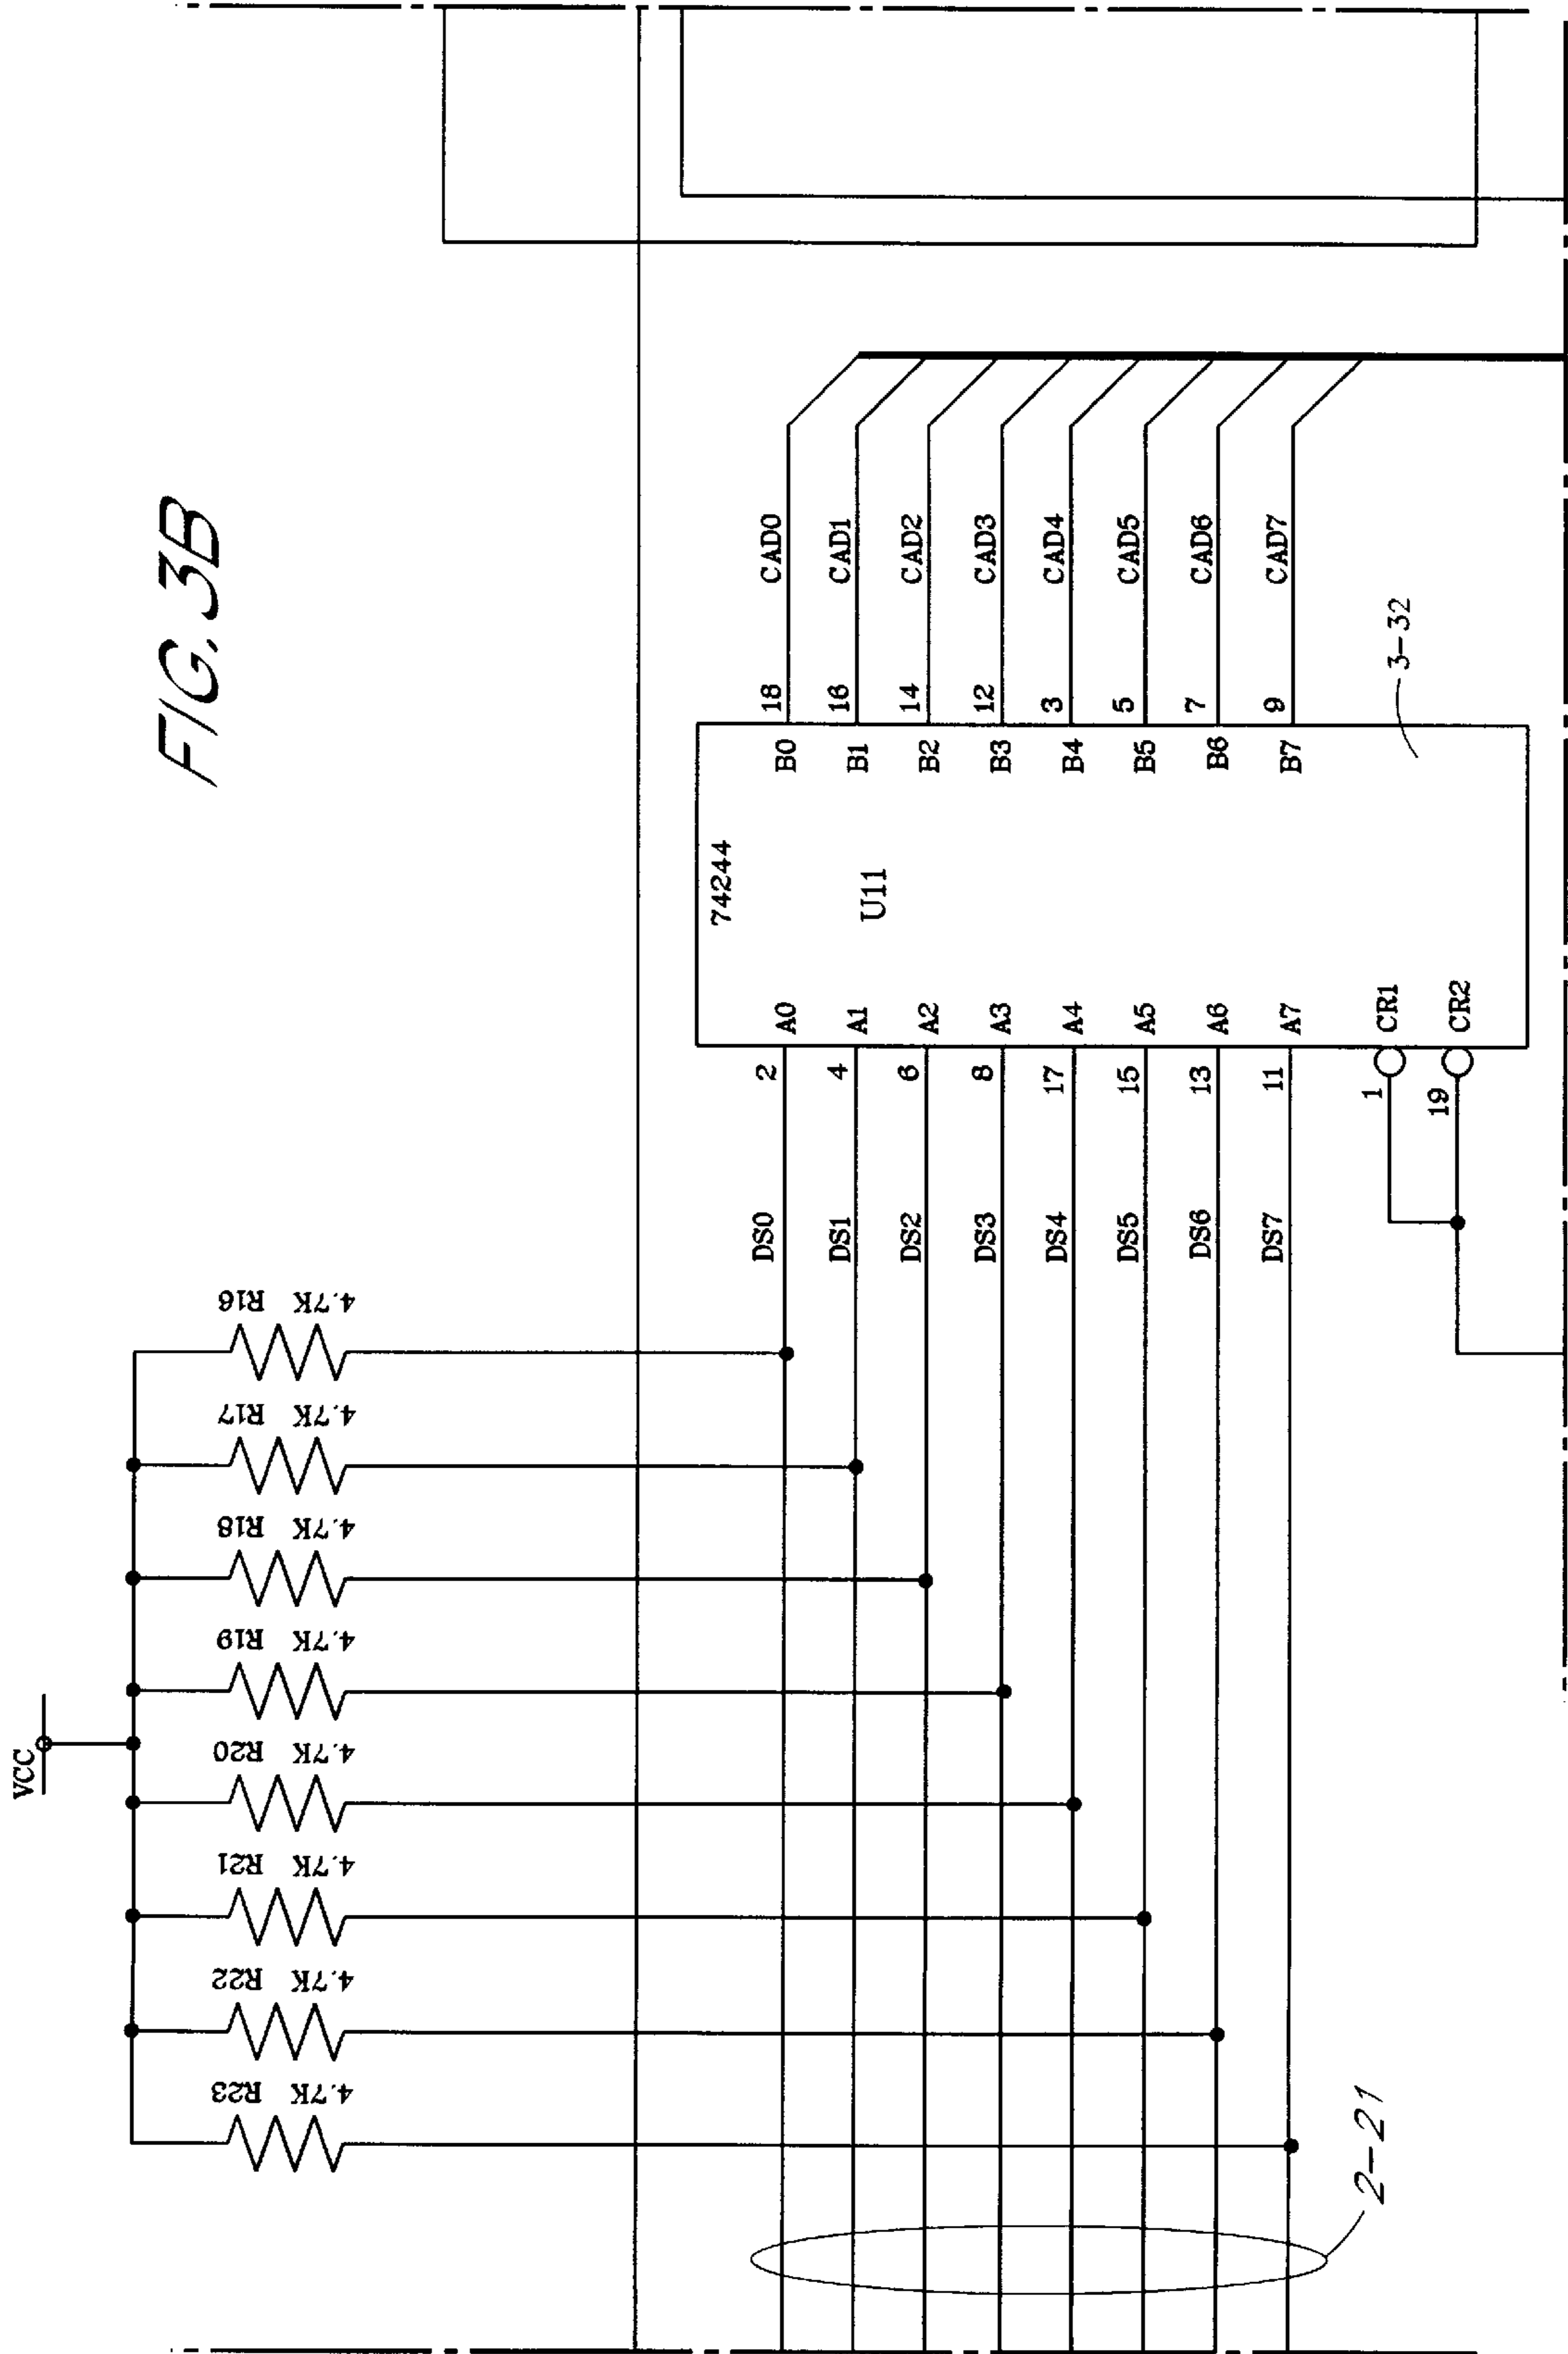 FIG. 3B
VCC
R23 4.7K
R22 4.7K
R21 4.7K
R20 4.7K
R19 4.7K
R18 4.7K
R17 4.7K
R16 4.7K
74244
U11
DS0 2 A0 B0 18 CAD0
DS1 4 A1 B1 16 CAD1
DS2 6 A2 B2 14 CAD2
DS3 8 A3 B3 12 CAD3
DS4 17 A4 B4 3 CAD4
DS5 15 A5 B5 5 CAD5
DS6 13 A6 B6 7 CAD6
DS7 11 A7 B7 9 CAD7
1 CR1
19 CR2
2-21
3-32